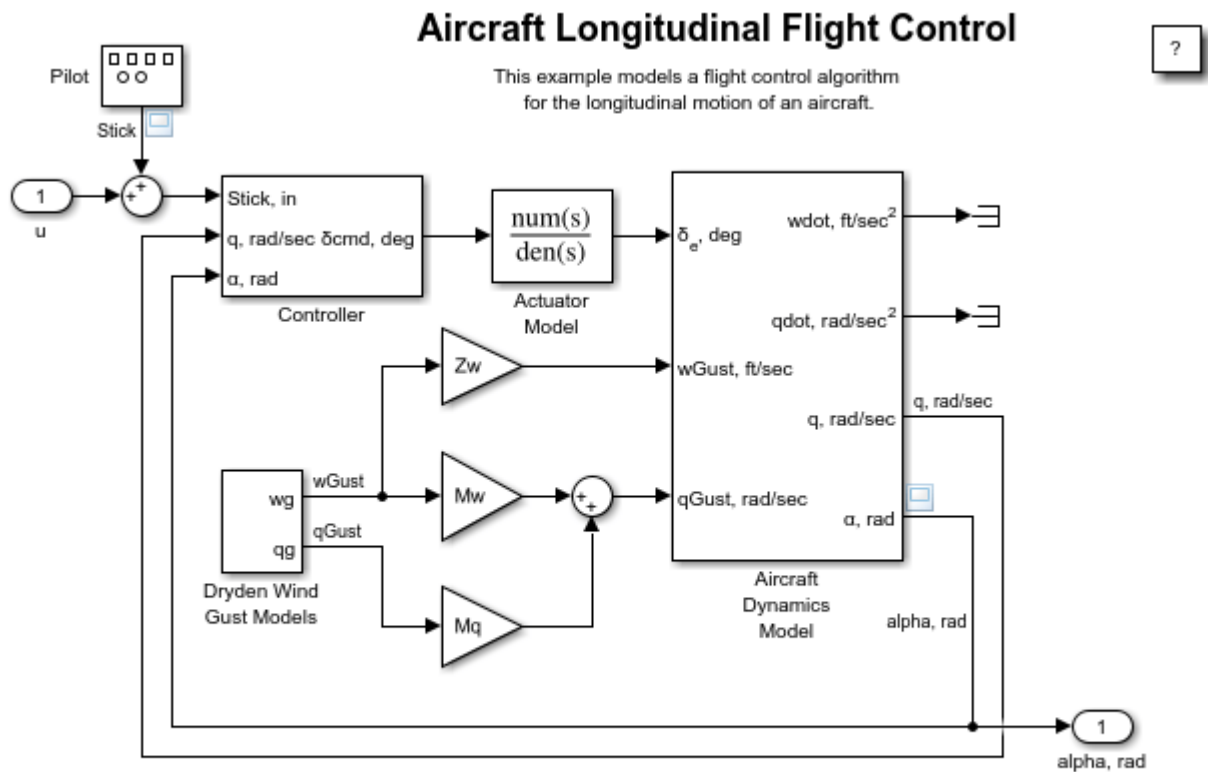 Aircraft Longitudinal Flight Control
?
This example models a flight control algorithm
for the longitudinal motion of an aircraft.
Pilot
Stick
1
u
+
+
Stick, in
q, rad/sec δcmd, deg
α, rad
Controller
num(s)
den(s)
Actuator
Model
δe, deg
wdot, ft/sec²
qdot, rad/sec²
wGust, ft/sec
q, rad/sec
qGust, rad/sec
α, rad
Aircraft
Dynamics
Model
q, rad/sec
Zw
Mw
Mq
+
+
wg
qg
wGust
qGust
Dryden Wind
Gust Models
alpha, rad
1
alpha, rad